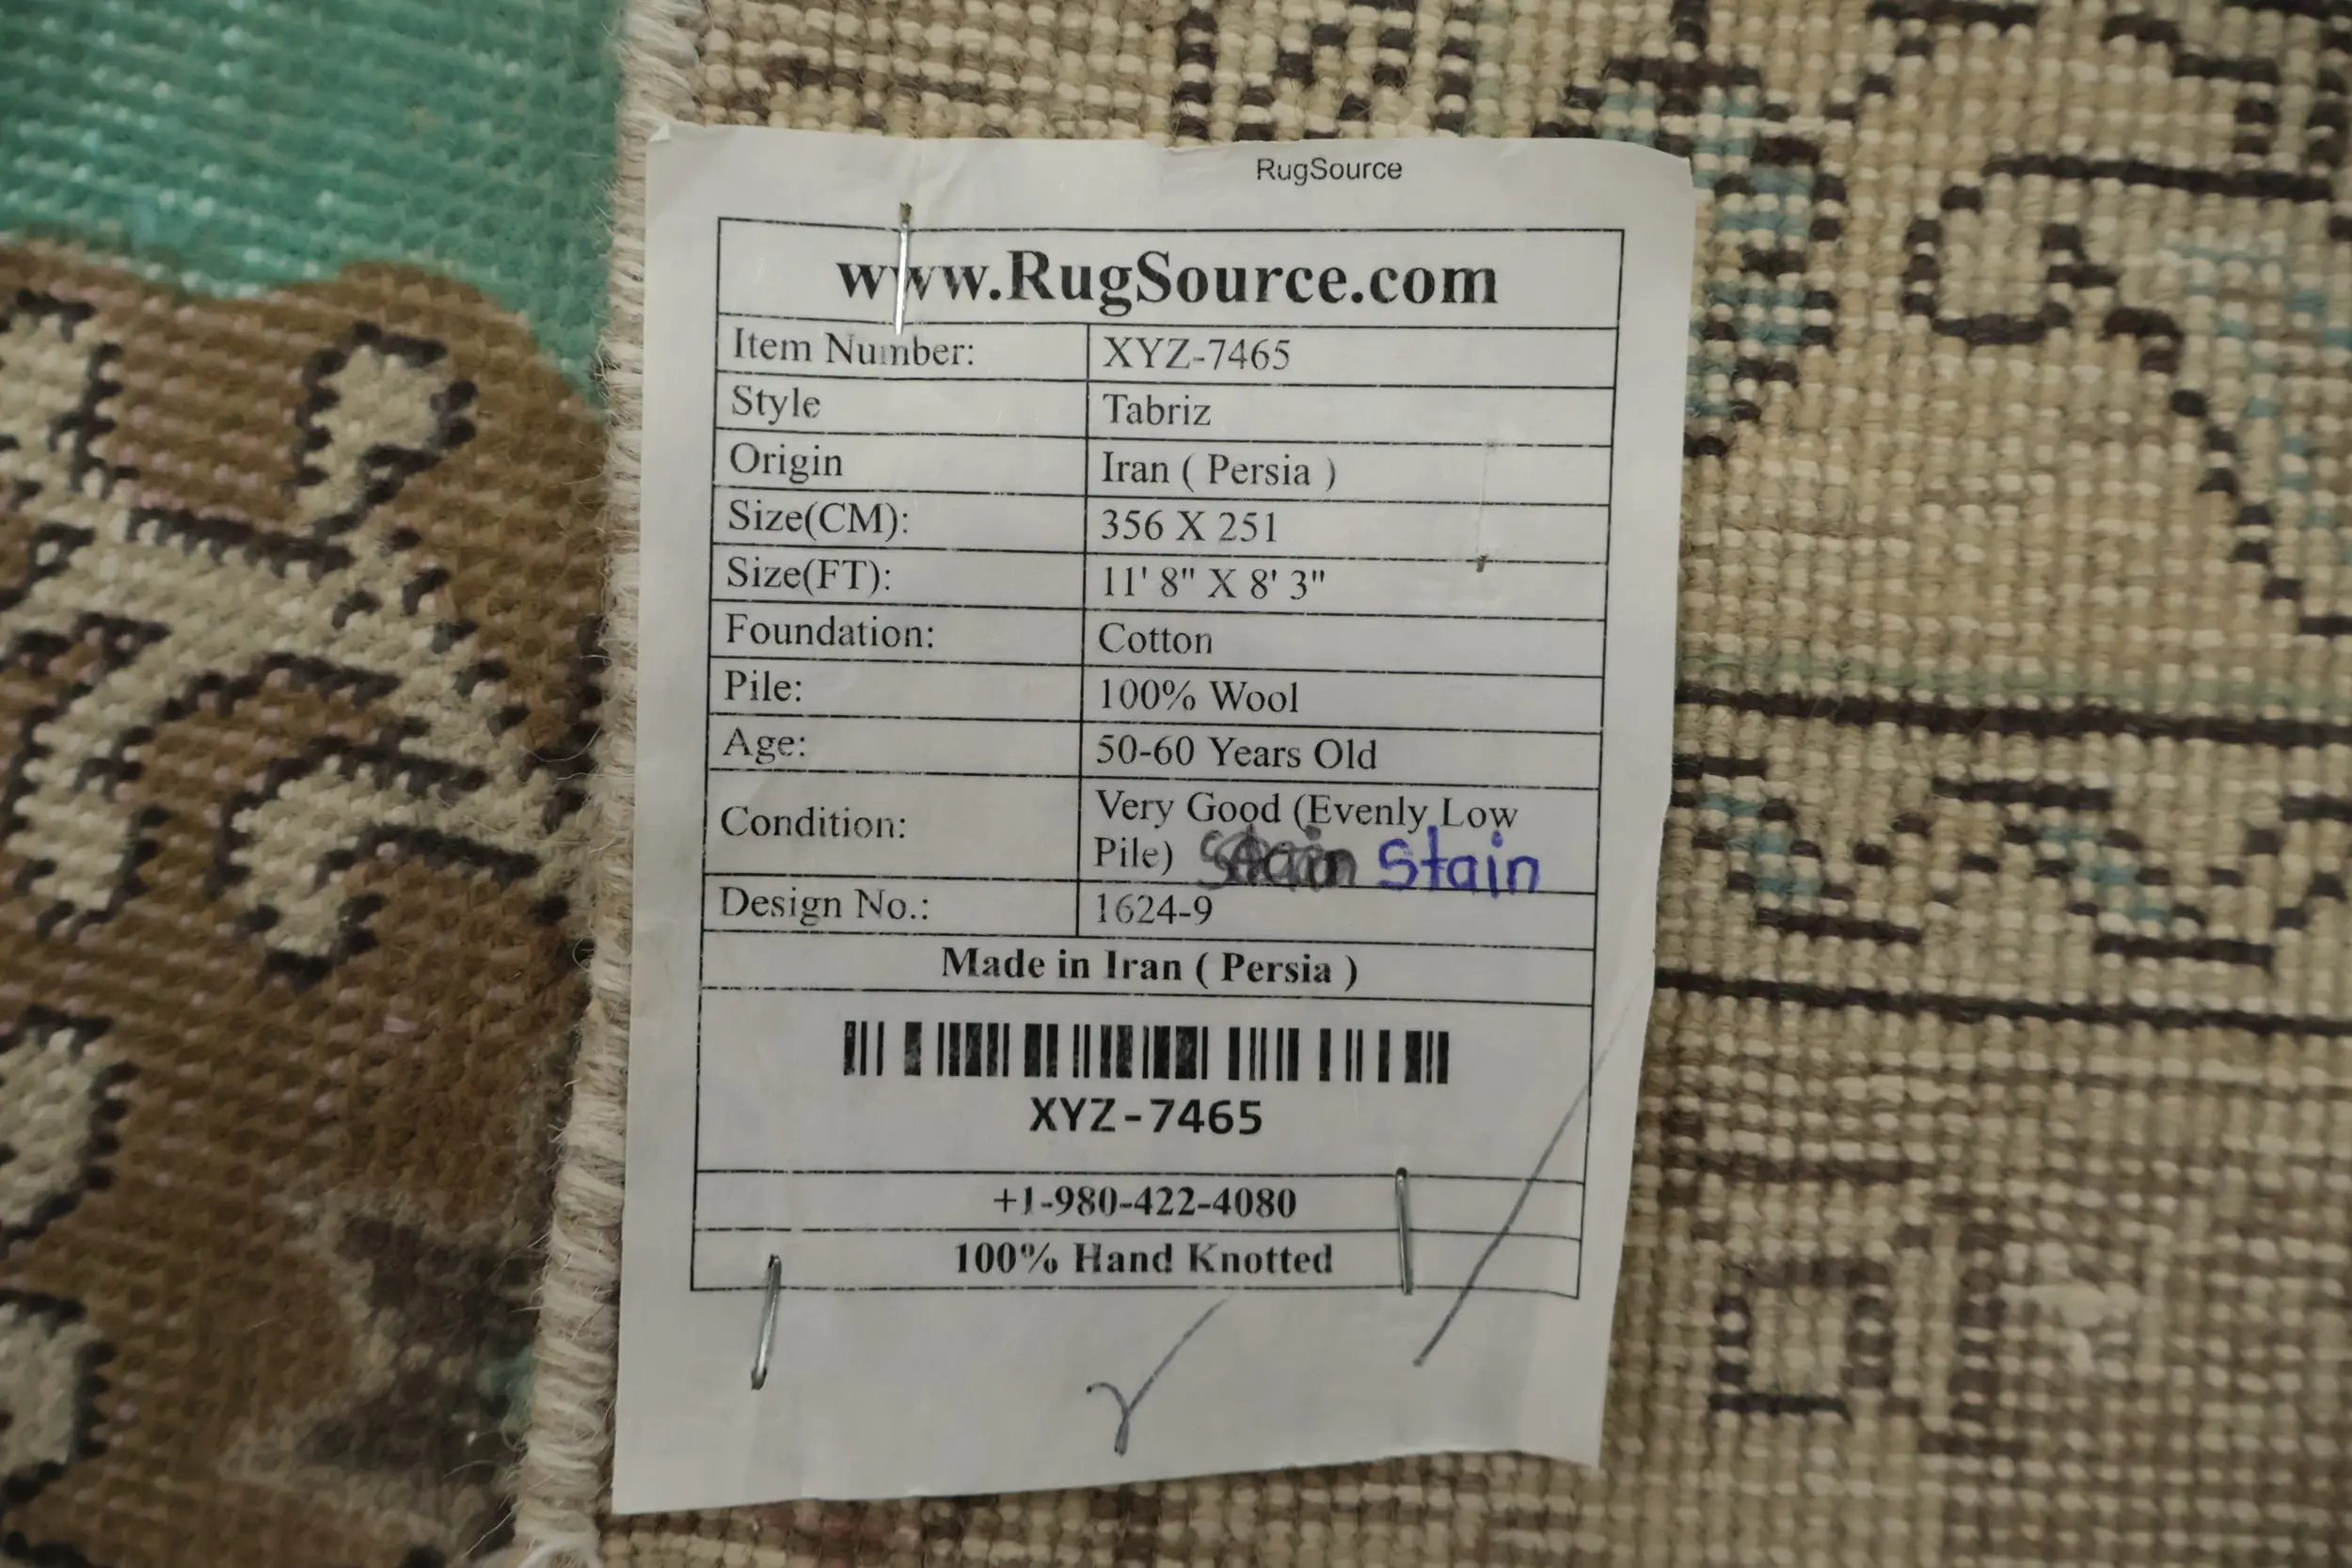 RugSource
www.RugSource.com
Item Number: XYZ-7465
Style Tabriz
Origin Iran ( Persia )
Size(CM): 356 X 251
Size(FT): 11' 8" X 8' 3"
Foundation: Cotton
Pile: 100% Wool
Age: 50-60 Years Old
Condition: Very Good (Evenly Low
Pile) Stain
Design No.: 1624-9
Made in Iran ( Persia )
XYZ-7465
+1-980-422-4080
100% Hand Knotted